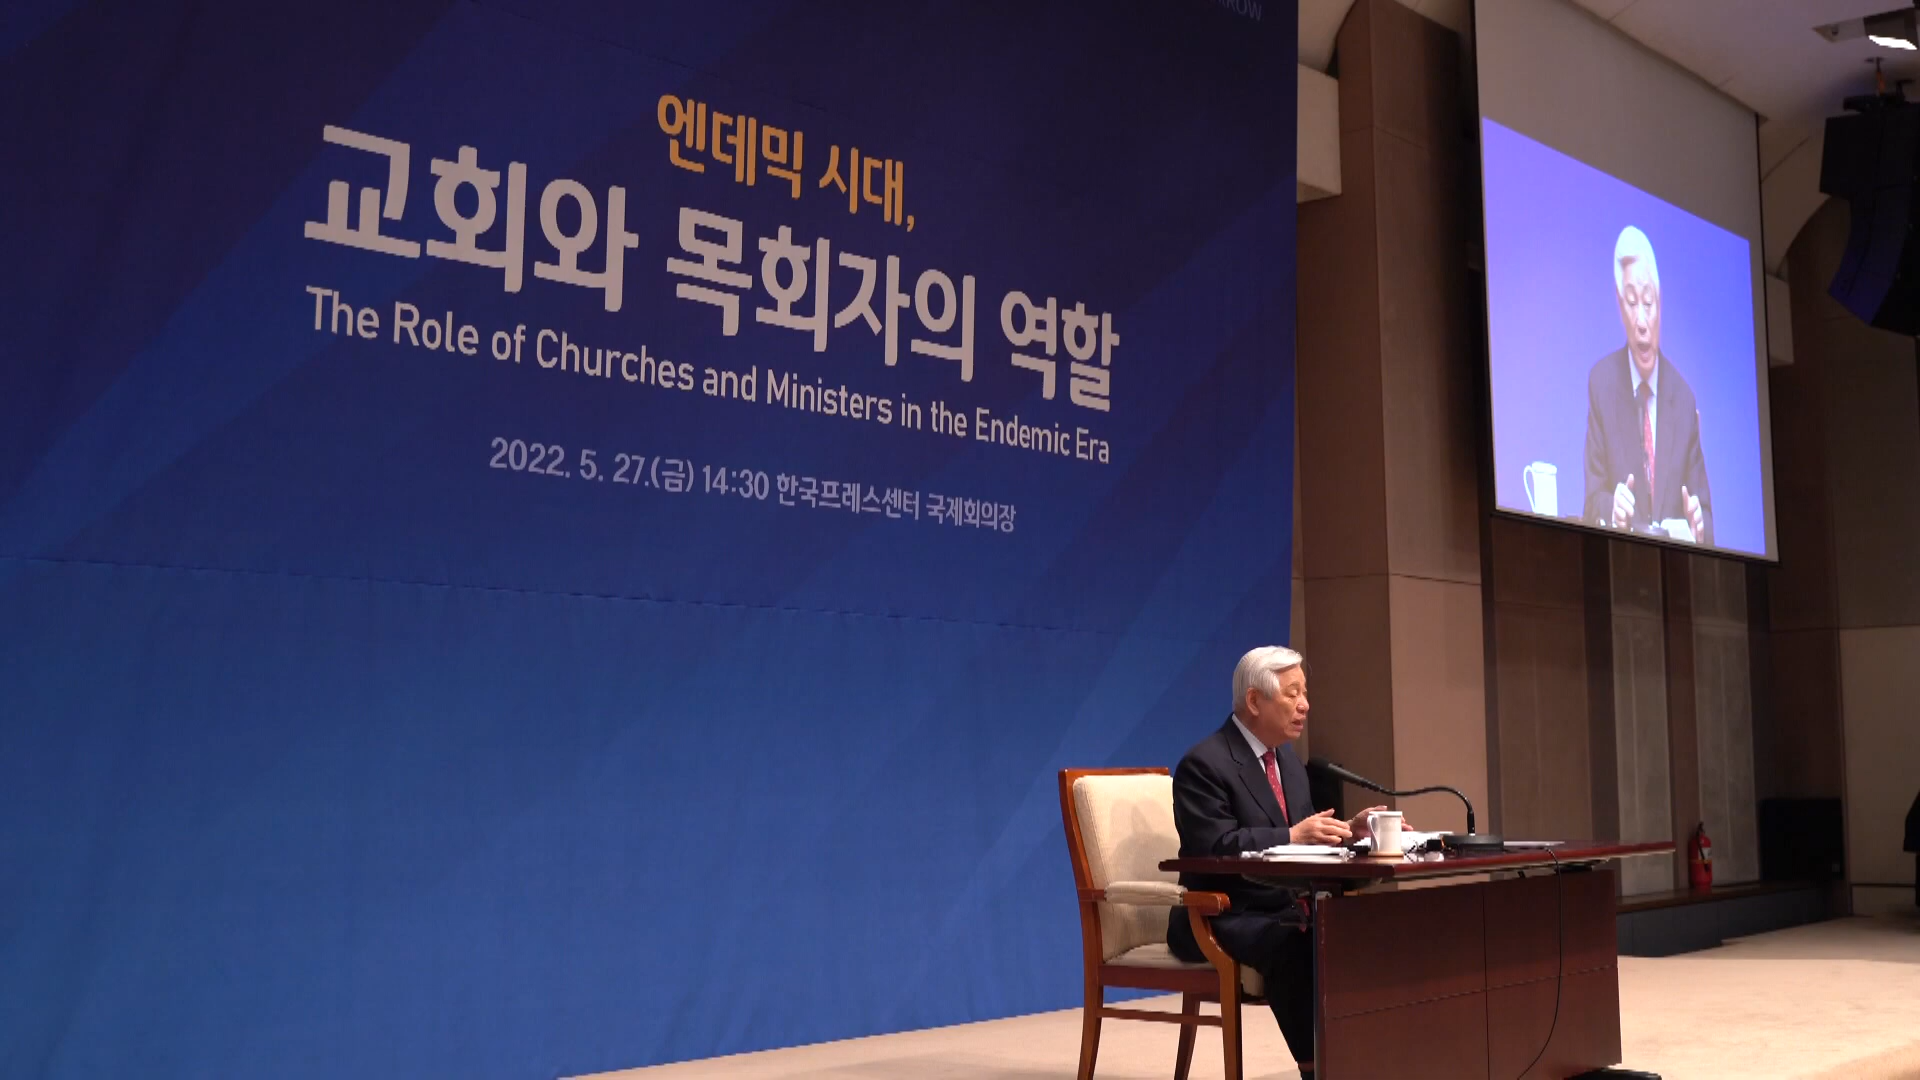 엔데믹 시대,
교회와 목회자의 역할
The Role of Churches and Ministers in the Endemic Era
2022. 5. 27.(금) 14:30 한국프레스센터 국제회의장